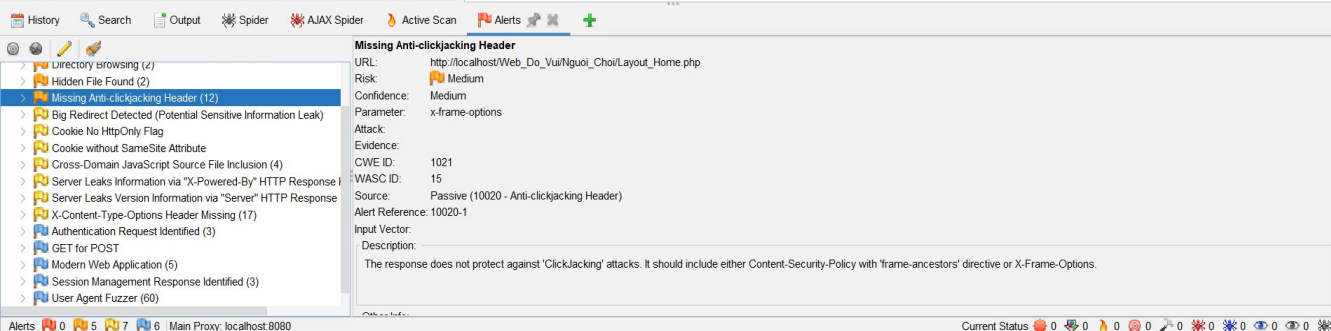 History
Search
Output
Spider
AJAX Spider
Active Scan
Alerts
Directory Browsing (2)
Hidden File Found (2)
Missing Anti-clickjacking Header (12)
Big Redirect Detected (Potential Sensitive Information Leak)
Cookie No HttpOnly Flag
Cookie without SameSite Attribute
Cross-Domain JavaScript Source File Inclusion (4)
Server Leaks Information via "X-Powered-By" HTTP Response
Server Leaks Version Information via "Server" HTTP Response
X-Content-Type-Options Header Missing (17)
Authentication Request Identified (3)
GET for POST
Modern Web Application (5)
Session Management Response Identified (3)
User Agent Fuzzer (60)
Missing Anti-clickjacking Header
URL: http://localhost/Web_Do_Vui/Nguoi_Choi/Layout_Home.php
Risk: Medium
Confidence: Medium
Parameter: x-frame-options
Attack:
Evidence:
CWE ID: 1021
WASC ID: 15
Source: Passive (10020 - Anti-clickjacking Header)
Alert Reference: 10020-1
Input Vector:
Description:
The response does not protect against 'ClickJacking' attacks. It should include either Content-Security-Policy with 'frame-ancestors' directive or X-Frame-Options.
Other Info:
Alerts 0 5 7 6 Main Proxy: localhost:8080
Current Status 0 0 0 0 0 0 0 0 0